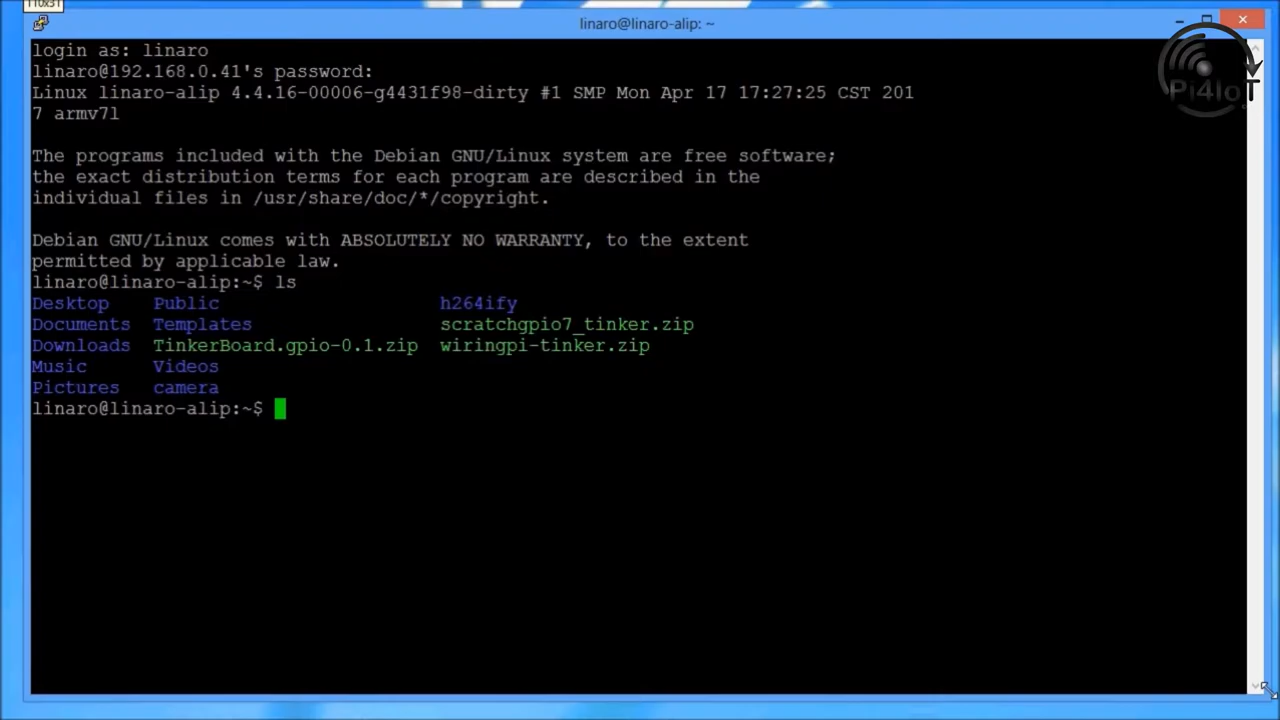 110x31
linaro@linaro-alip: ~
Pi4IoT
login as: linaro
linaro@192.168.0.41's password:
Linux linaro-alip 4.4.16-00006-g4431f98-dirty #1 SMP Mon Apr 17 17:27:25 CST 201
7 armv7l
The programs included with the Debian GNU/Linux system are free software;
the exact distribution terms for each program are described in the
individual files in /usr/share/doc/*/copyright.
Debian GNU/Linux comes with ABSOLUTELY NO WARRANTY, to the extent
permitted by applicable law.
linaro@linaro-alip:~$ ls
Desktop Public h264ify
Documents Templates scratchgpio7_tinker.zip
Downloads TinkerBoard.gpio-0.1.zip wiringpi-tinker.zip
Music Videos
Pictures camera
linaro@linaro-alip:~$